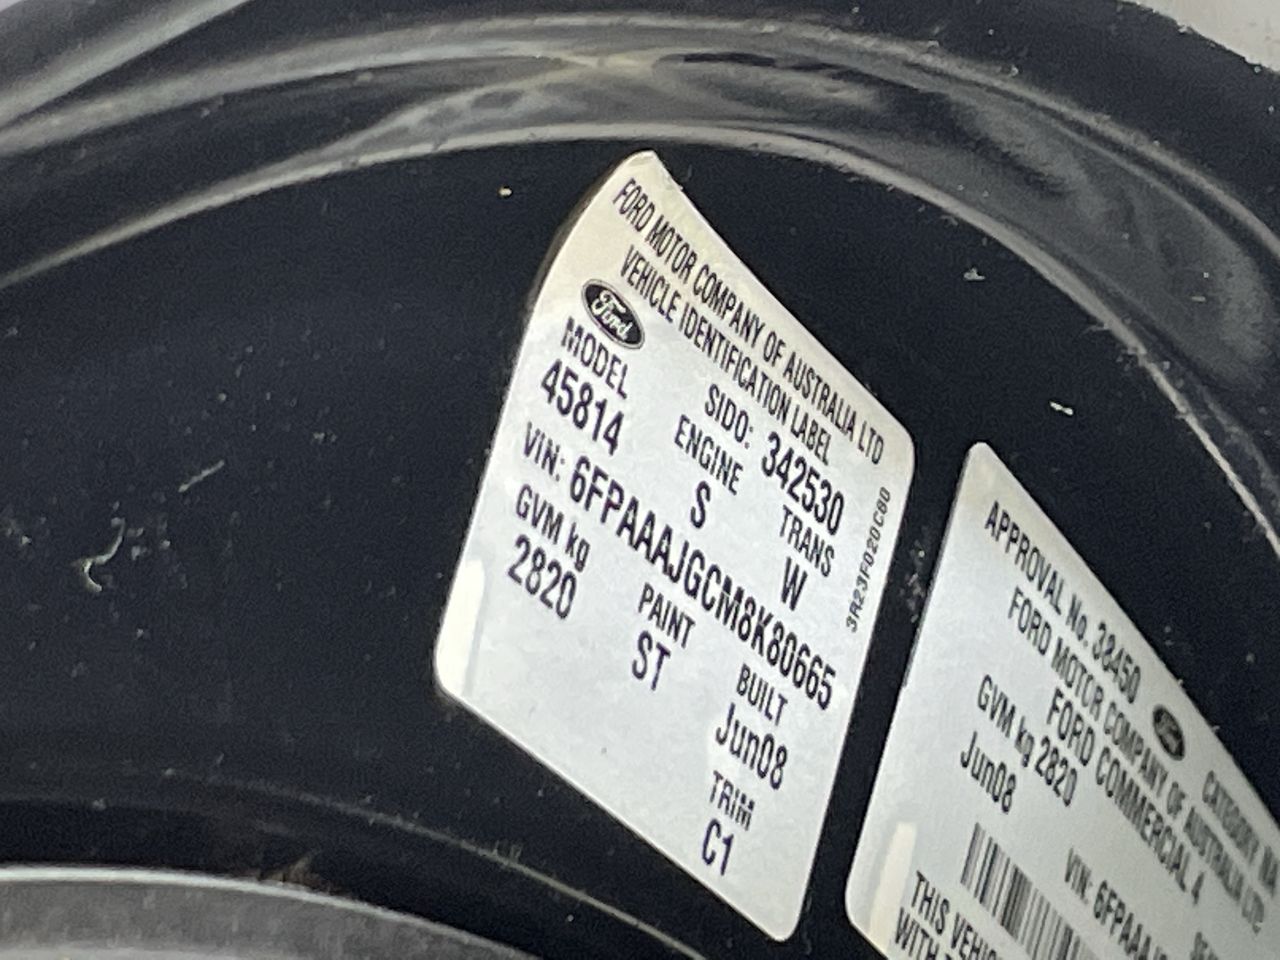 FORD MOTOR COMPANY OF AUSTRALIA LTD
VEHICLE IDENTIFICATION LABEL
Ford
MODEL SIDO: 342530
45814 ENGINE TRANS
S W
VIN: 6FPAAAJGCM8K80665
GVM kg PAINT BUILT
2820 ST Jun08
TRIM
C1
3R23F020C80
APPROVAL No. 38450 Ford CATEGORY
FORD MOTOR COMPANY OF AUSTRALIA LTD.
FORD COMMERCIAL 4
GVM kg 2820
Jun08
VIN: 6FPAAAJ
THIS VEHIC
WITH